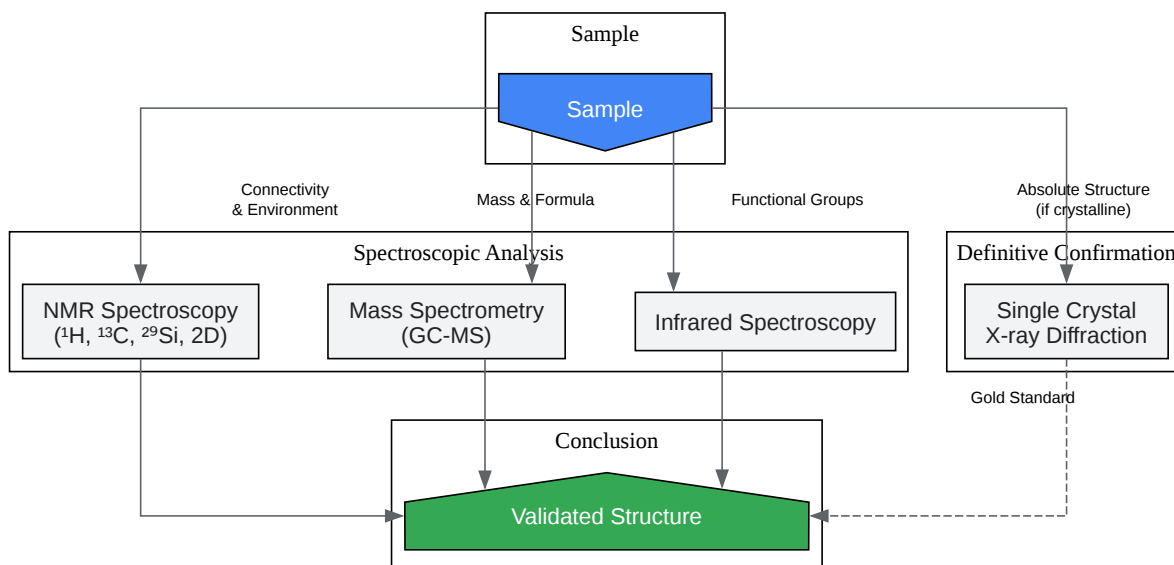 Sample
Sample
Connectivity
& Environment
Mass & Formula
Functional Groups
Absolute Structure
(if crystalline)
Spectroscopic Analysis
Definitive Confirmation
NMR Spectroscopy
(¹H, ¹³C, ²⁹Si, 2D)
Mass Spectrometry
(GC-MS)
Infrared Spectroscopy
Single Crystal
X-ray Diffraction
Gold Standard
Conclusion
Validated Structure